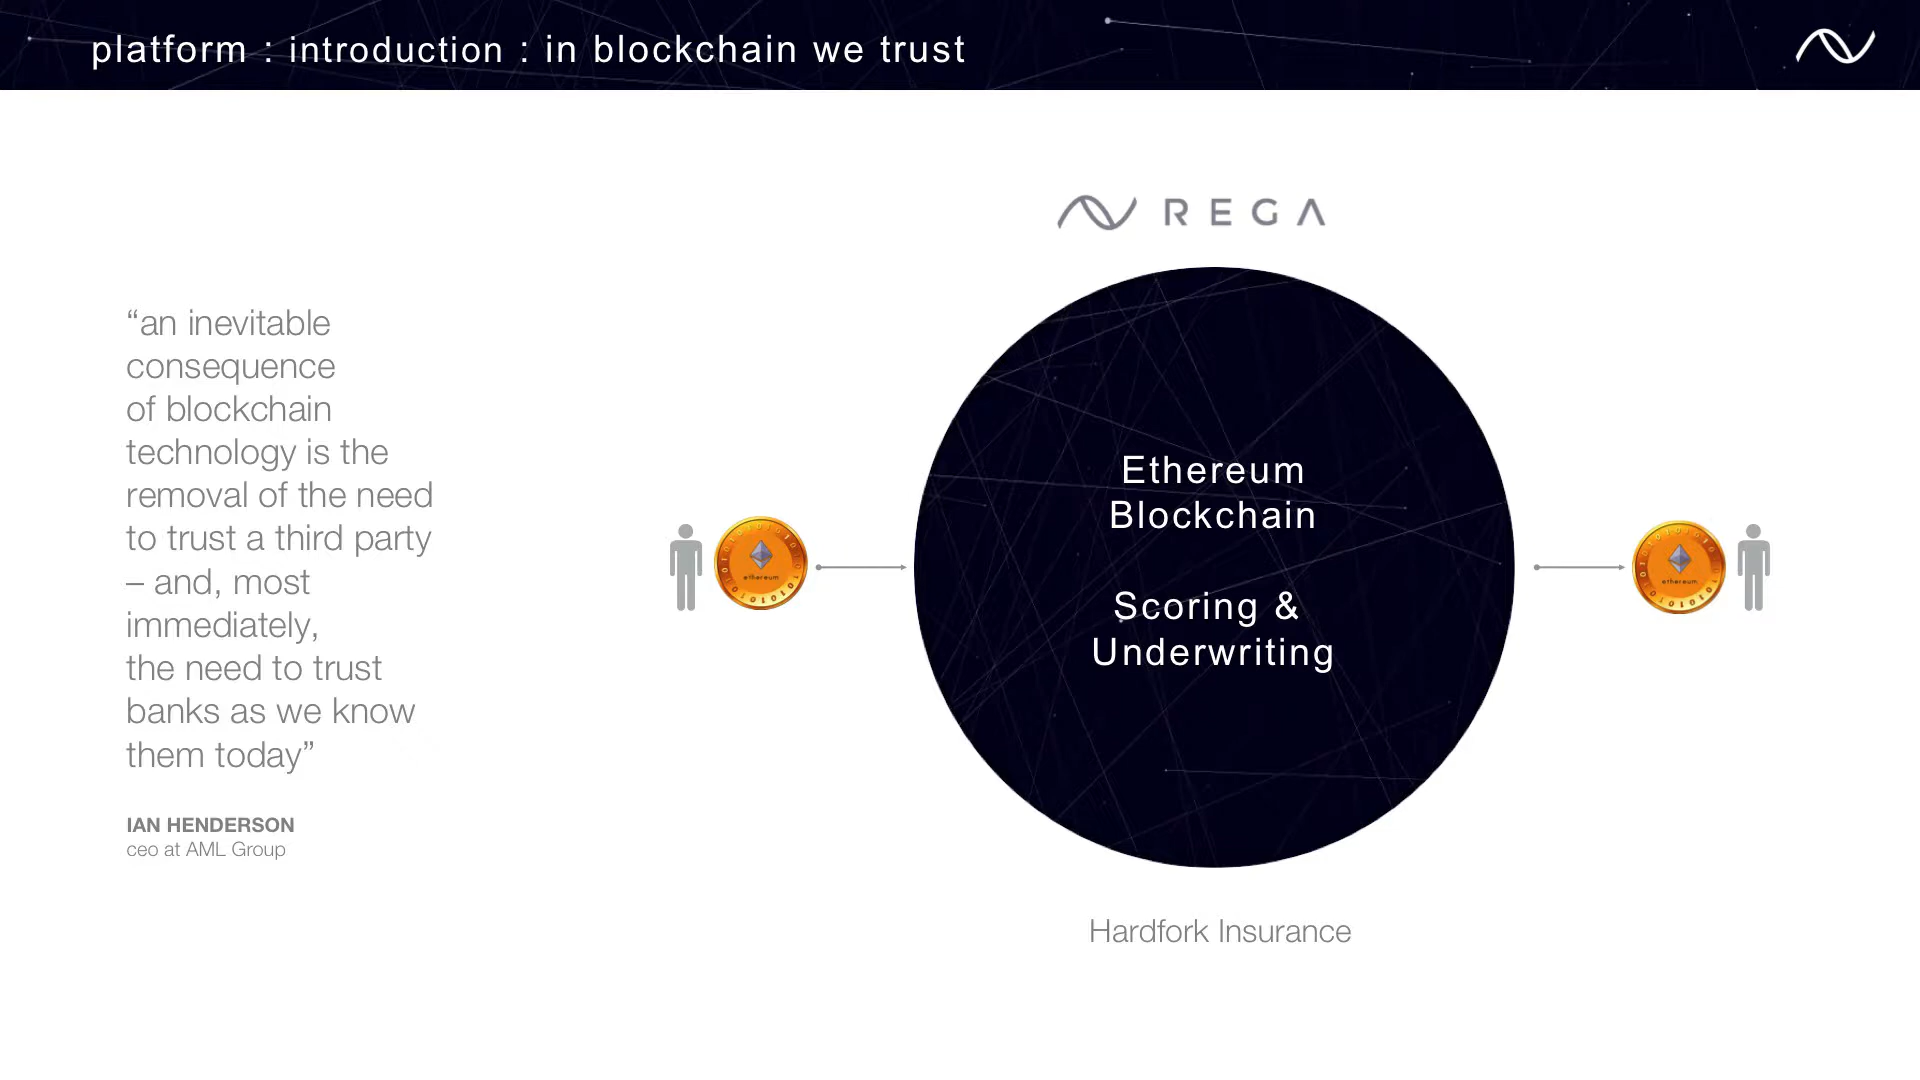 platform : introduction : in blockchain we trust
REGA
“an inevitable
consequence
of blockchain
technology is the
removal of the need
to trust a third party
– and, most
immediately,
the need to trust
banks as we know
them today”
IAN HENDERSON
ceo at AML Group
Ethereum
Blockchain
Scoring &
Underwriting
ethereum
ethereum
Hardfork Insurance